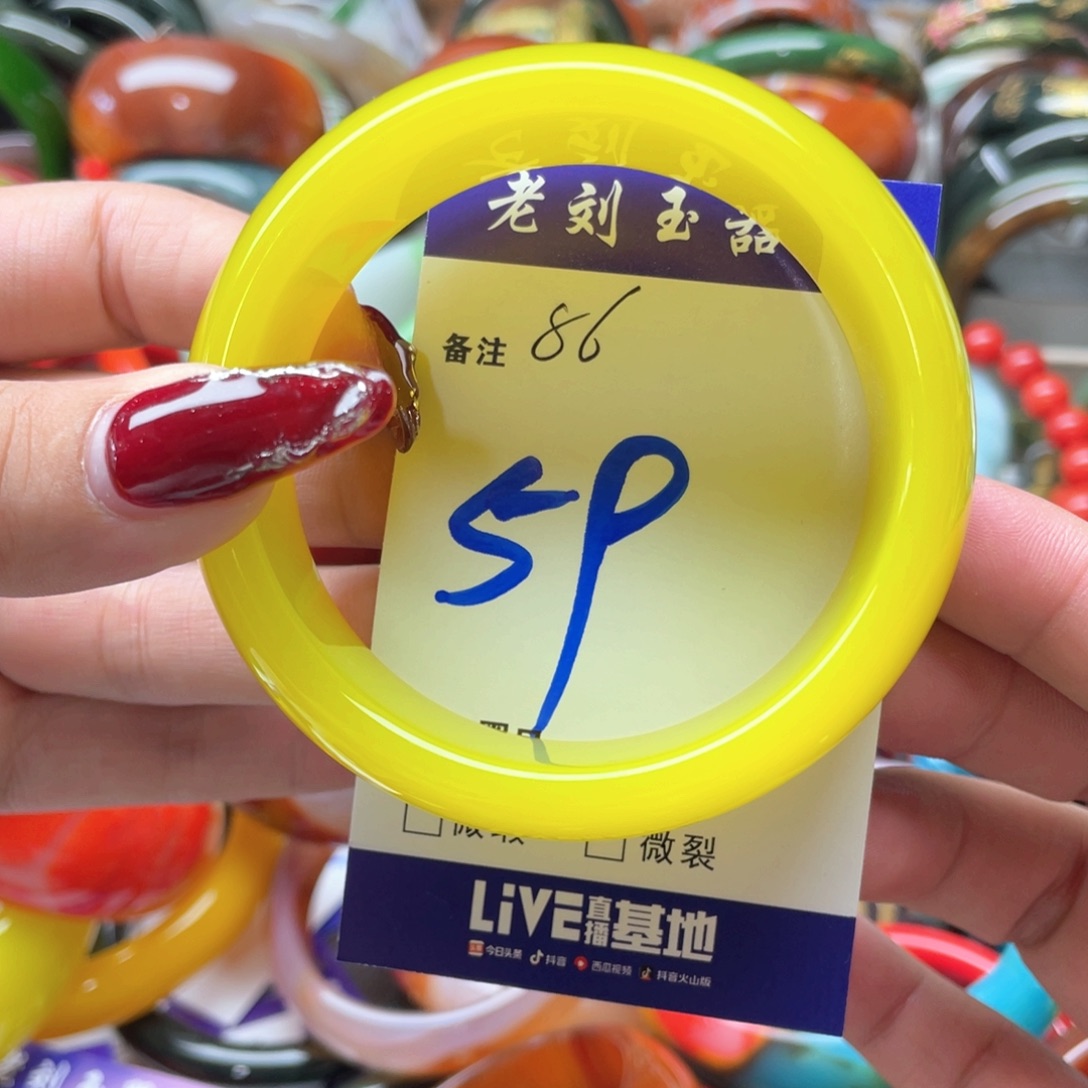 老刘玉器
备注 86
59
微裂
LiVE直播基地
今日头条 抖音 西瓜视频 抖音火山版